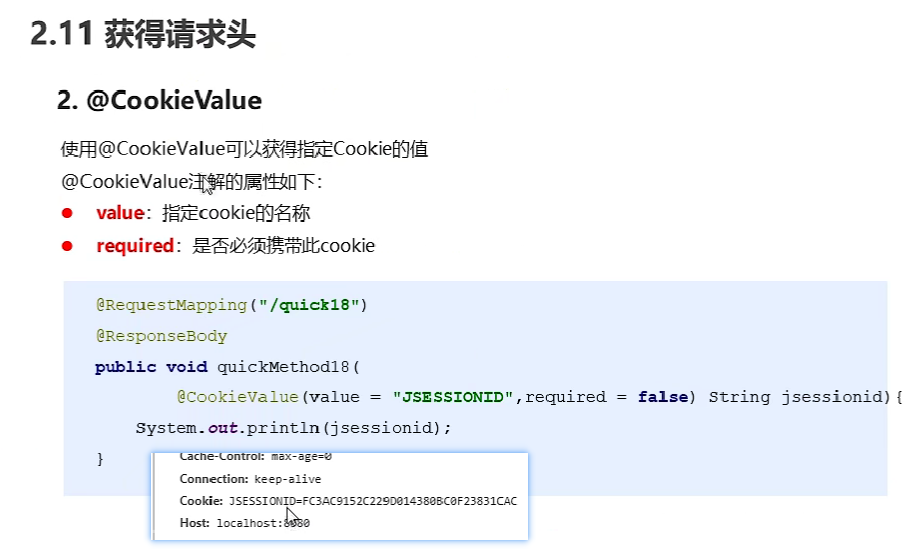 2.11 获得请求头
2. @CookieValue
使用@CookieValue可以获得指定Cookie的值
@CookieValue注解的属性如下：
● value：指定cookie的名称
● required：是否必须携带此cookie
@RequestMapping("/quick18")
@ResponseBody
public void quickMethod18(
@CookieValue(value = "JSESSIONID",required = false) String jsessionid){
System.out.println(jsessionid);
}
Cache-Control: max-age=0
Connection: keep-alive
Cookie: JSESSIONID=FC3AC9152C229D014380BC0F23831CAC
Host: localhost:8080